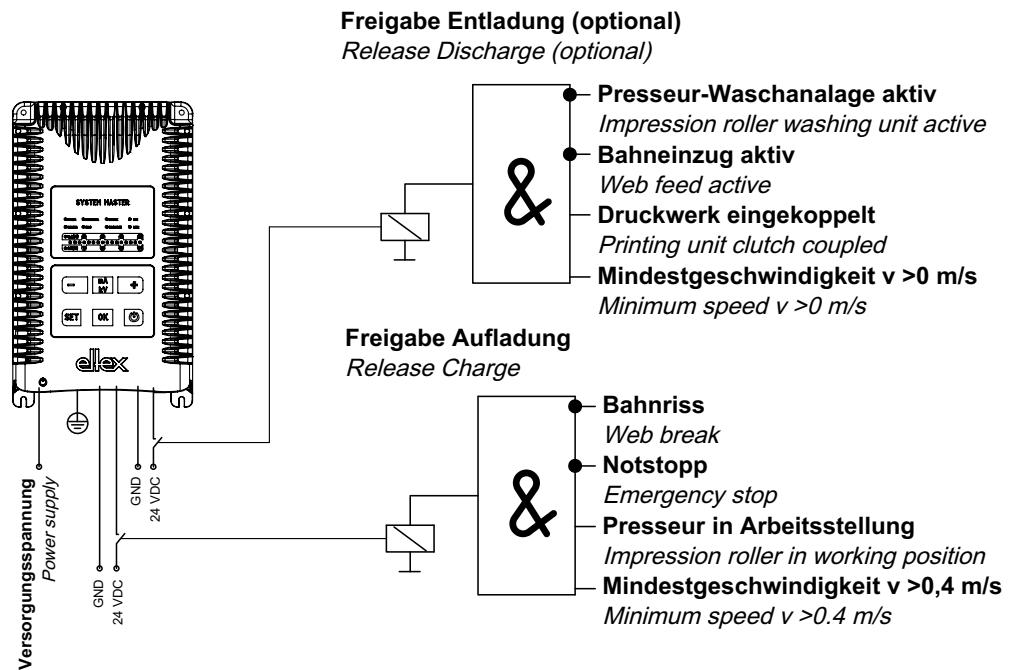 Freigabe Entladung (optional)
Release Discharge (optional)
Presseur-Waschanalage aktiv
Impression roller washing unit active
Bahneinzug aktiv
Web feed active
&
Druckwerk eingekoppelt
Printing unit clutch coupled
Mindestgeschwindigkeit v >0 m/s
Minimum speed v >0 m/s
SYSTEM MASTER
- mA kV +
SET OK
eltex
Freigabe Aufladung
Release Charge
Bahnriss
Web break
Notstopp
Emergency stop
&
Presseur in Arbeitsstellung
Impression roller in working position
Mindestgeschwindigkeit v >0,4 m/s
Minimum speed v >0.4 m/s
Versorgungsspannung
Power supply
GND
24 VDC
GND
24 VDC